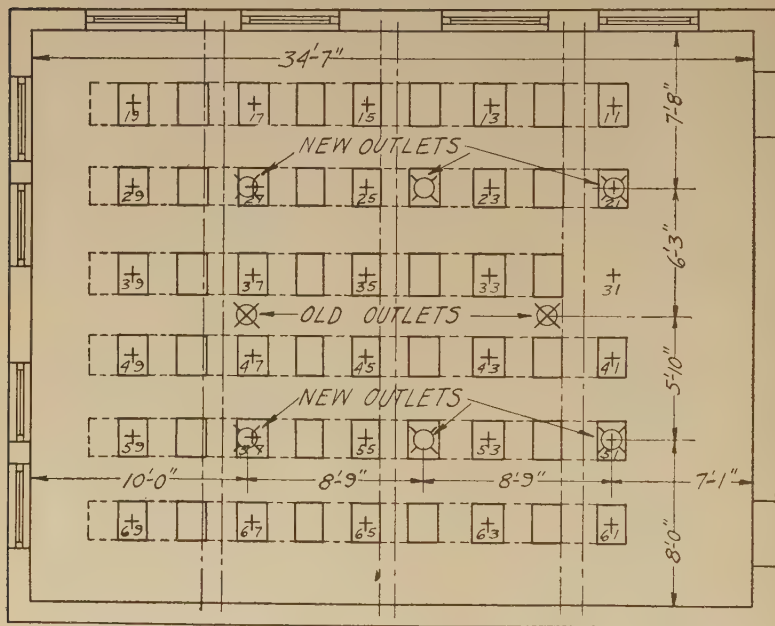 34'-7"
19 17 15 13 11
7'-8"
NEW OUTLETS
29 27 25 23 21
6'-3"
39 37 35 33 31
OLD OUTLETS
49 47 45 43 41
5'-10"
NEW OUTLETS
59 57 55 53 51
10'-0" 8'-9" 8'-9" 7'-1"
69 67 65 63 61
8'-0"